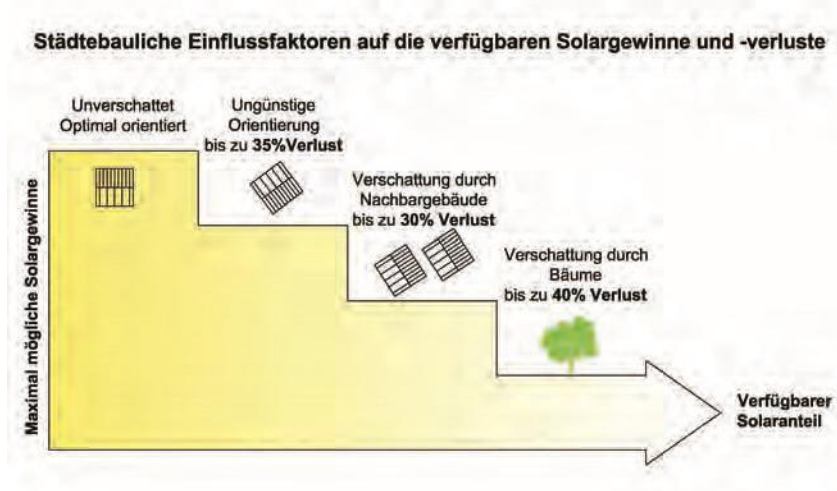 Städtebauliche Einflussfaktoren auf die verfügbaren Solargewinne und -verluste
Unverschattet
Optimal orientiert
Ungünstige
Orientierung
bis zu 35%Verlust
Verschattung durch
Nachbargebäude
bis zu 30% Verlust
Verschattung durch
Bäume
bis zu 40% Verlust
Maximal mögliche Solargewinne
Verfügbarer
Solaranteil